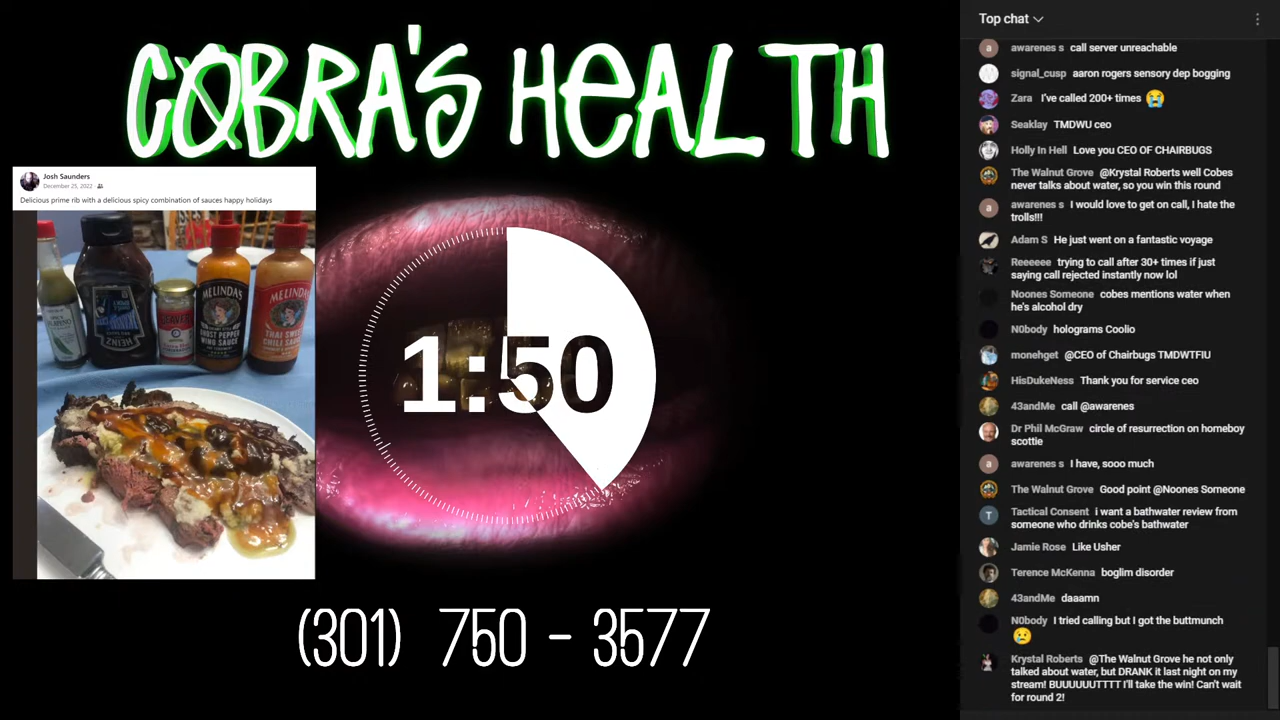 CØBRA'S HEALTH
Josh Saunders
December 25, 2022
Delicious prime rib with a delicious spicy combination of sauces happy holidays
HEINZ
MELINDA'S
GHOST PEPPER
WING SAUCE
MELINDA'S
THAI SWEET
CHILI SAUCE
1:50
(301) 750 - 3577
Top chat
awarenes s call server unreachable
signal_cusp aaron rogers sensory dep bogging
Zara I've called 200+ times 😭
Seaklay TMDWU ceo
Holly In Hell Love you CEO OF CHAIRBUGS
The Walnut Grove @Krystal Roberts well Cobes
never talks about water, so you win this round
awarenes s I would love to get on call, I hate the
trolls!!!
Adam S He just went on a fantastic voyage
Reeeeee trying to call after 30+ times if just
saying call rejected instantly now lol
Noones Someone cobes mentions water when
he's alcohol dry
N0body holograms Coolio
monehget @CEO of Chairbugs TMDWTFIU
HisDukeNess Thank you for service ceo
43andMe call @awarenes
Dr Phil McGraw circle of resurrection on homeboy
scottie
awarenes s I have, sooo much
The Walnut Grove Good point @Noones Someone
T
Tactical Consent i want a bathwater review from
someone who drinks cobe's bathwater
Jamie Rose Like Usher
Terence McKenna boglim disorder
43andMe daaamn
N0body I tried calling but I got the buttmunch
😢
Krystal Roberts @The Walnut Grove he not only
talked about water, but DRANK it last night on my
stream! BUUUUUUTTTT I'll take the win! Can't wait
for round 2!